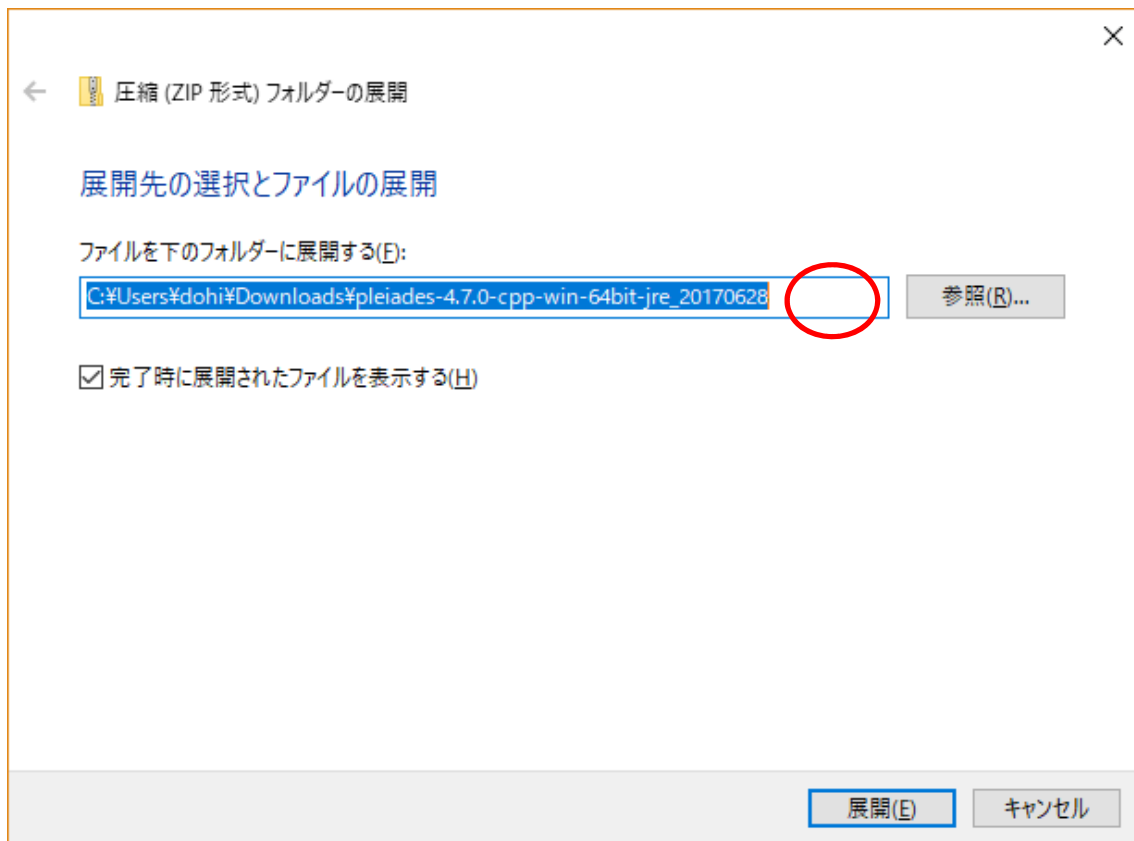 圧縮 (ZIP 形式) フォルダーの展開
展開先の選択とファイルの展開
ファイルを下のフォルダーに展開する(F):
C:¥Users¥dohi¥Downloads¥pleiades-4.7.0-cpp-win-64bit-jre_20170628
参照(R)...
完了時に展開されたファイルを表示する(H)
展開(E)
キャンセル